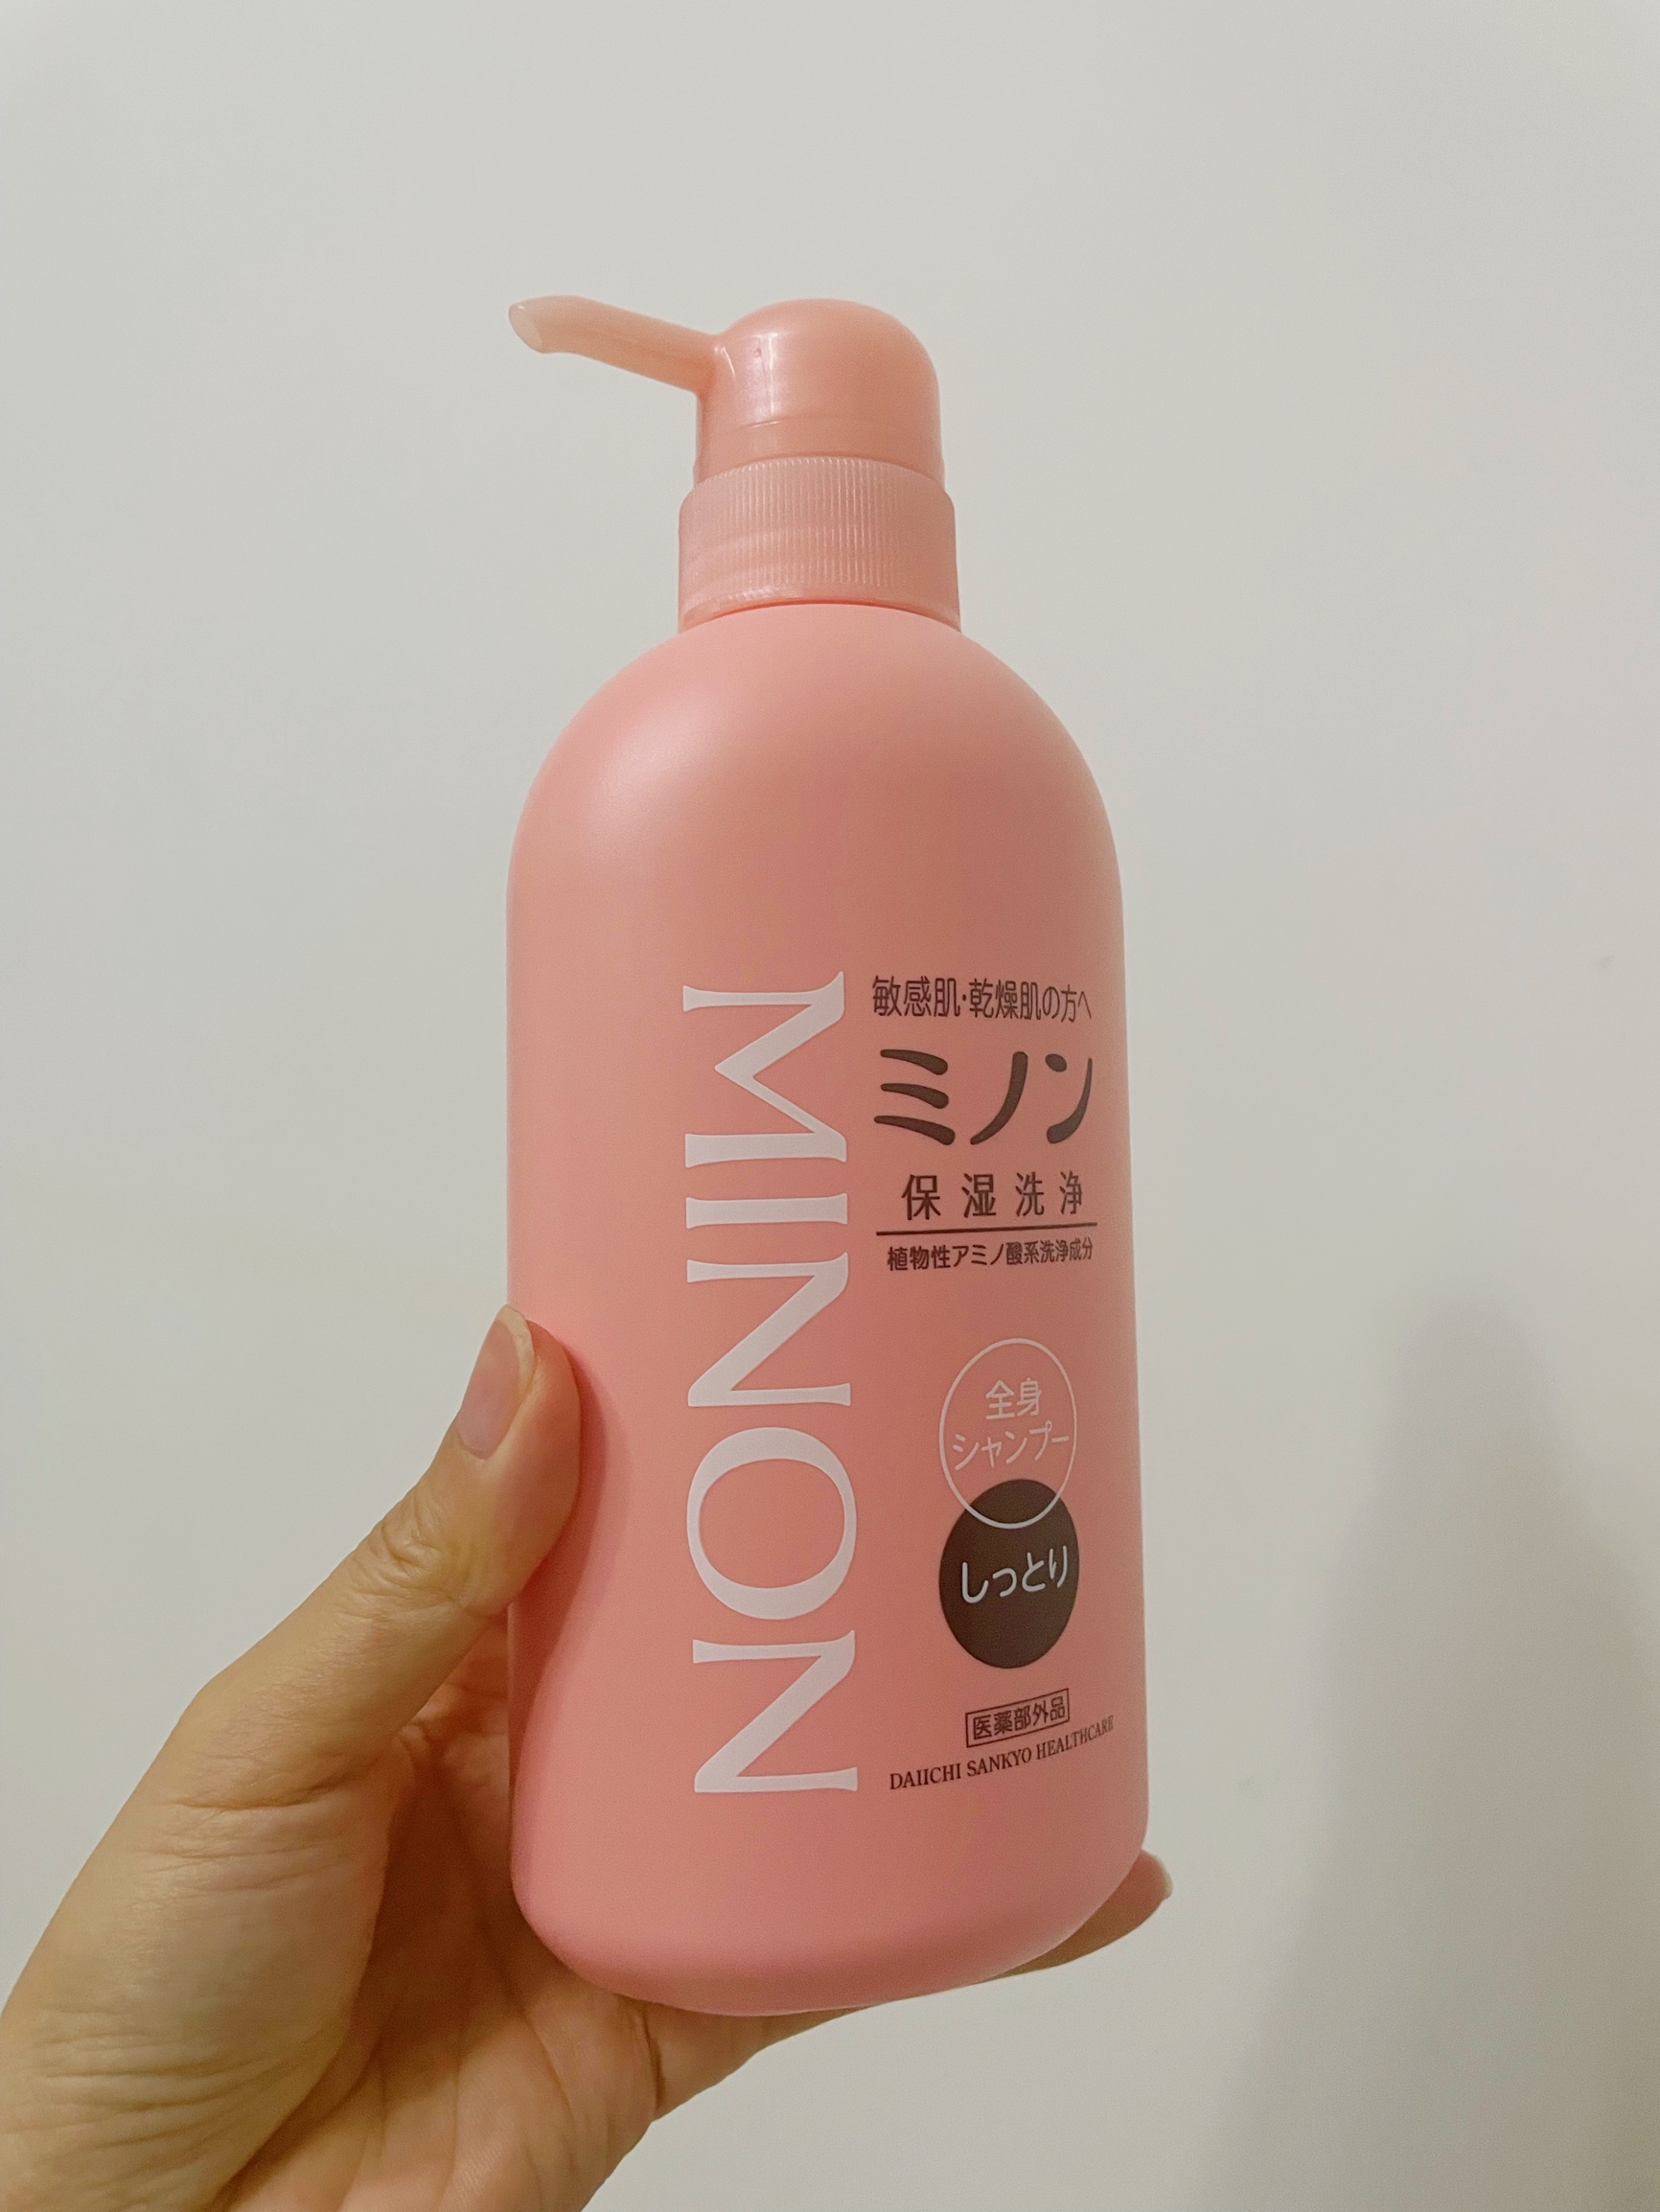 MINON
敏感肌・乾燥肌の方へ
ミノン
保湿洗浄
植物性アミノ酸系洗浄成分
全身
シャンプー
しっとり
医薬部外品
DAIICHI SANKYO HEALTHCARE